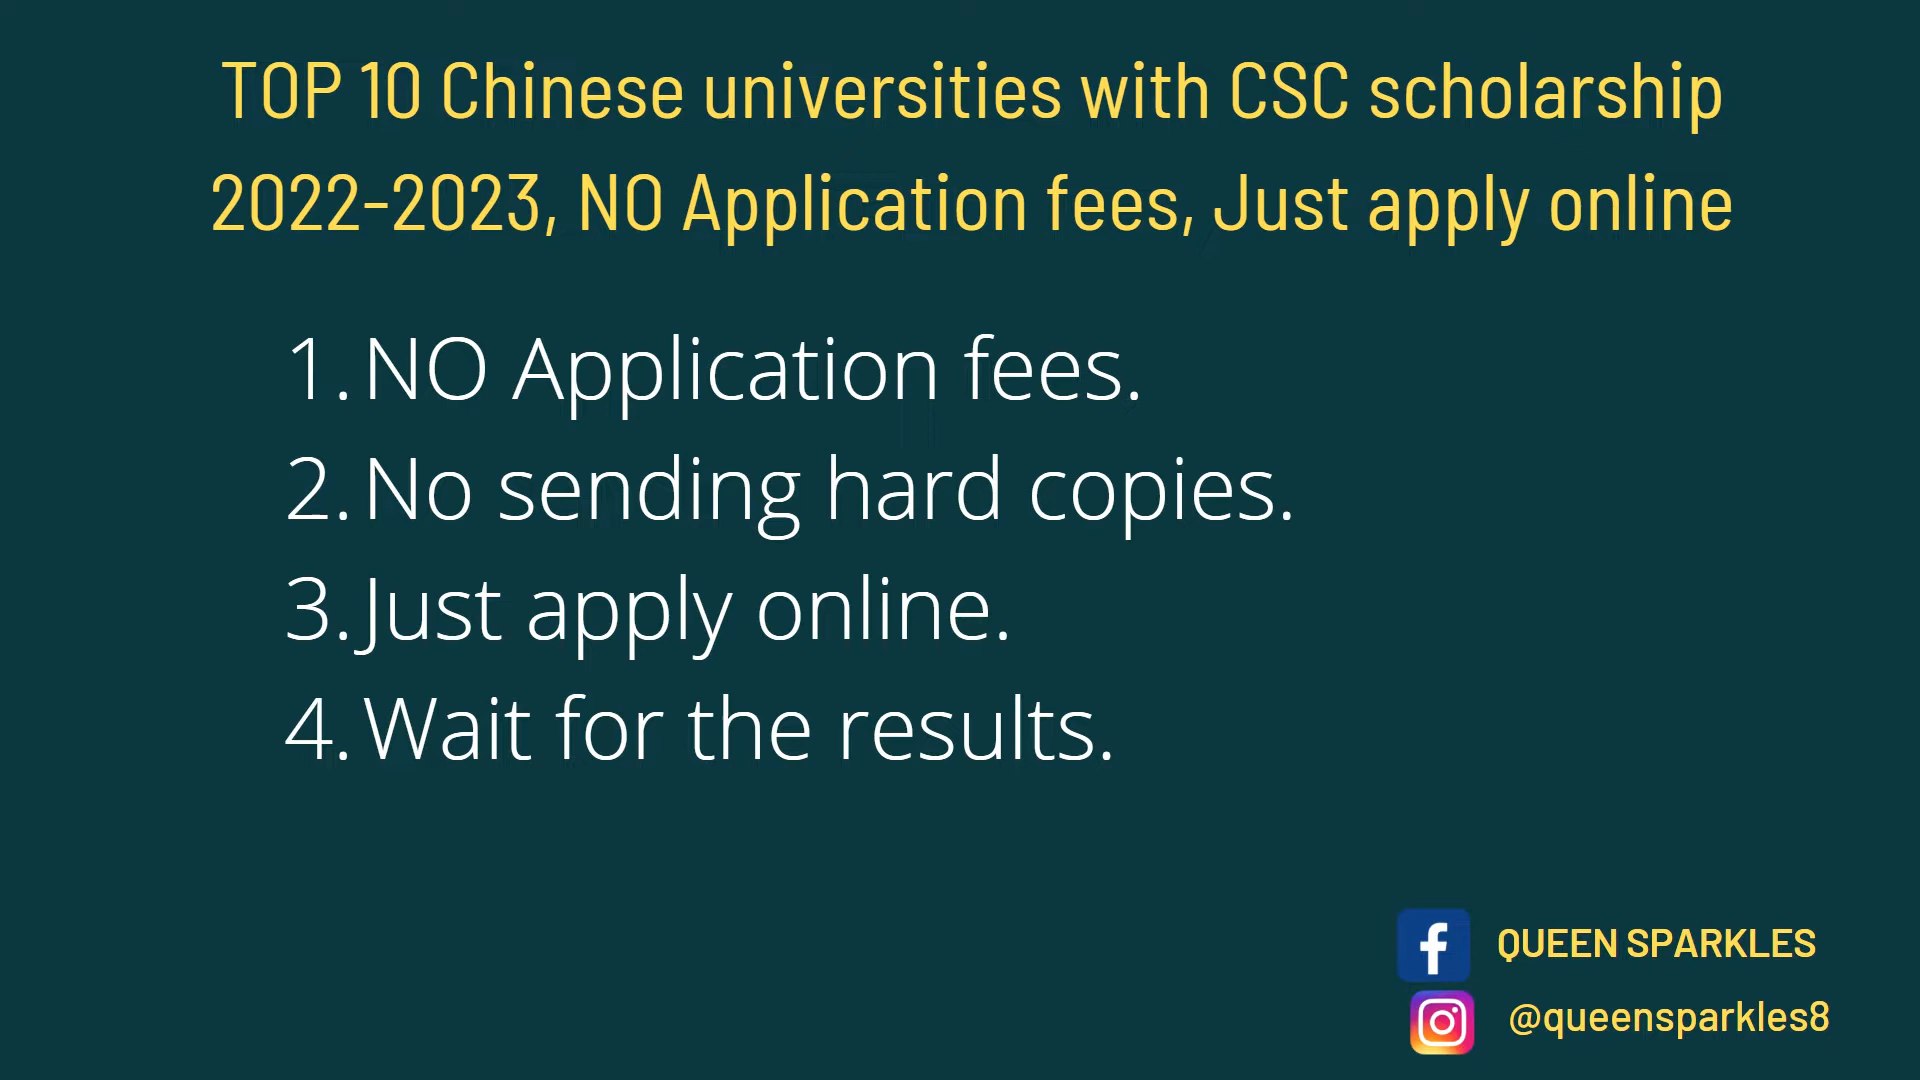 TOP 10 Chinese universities with CSC scholarship
2022-2023, NO Application fees, Just apply online
1. NO Application fees.
2. No sending hard copies.
3. Just apply online.
4. Wait for the results.
QUEEN SPARKLES
@queensparkles8